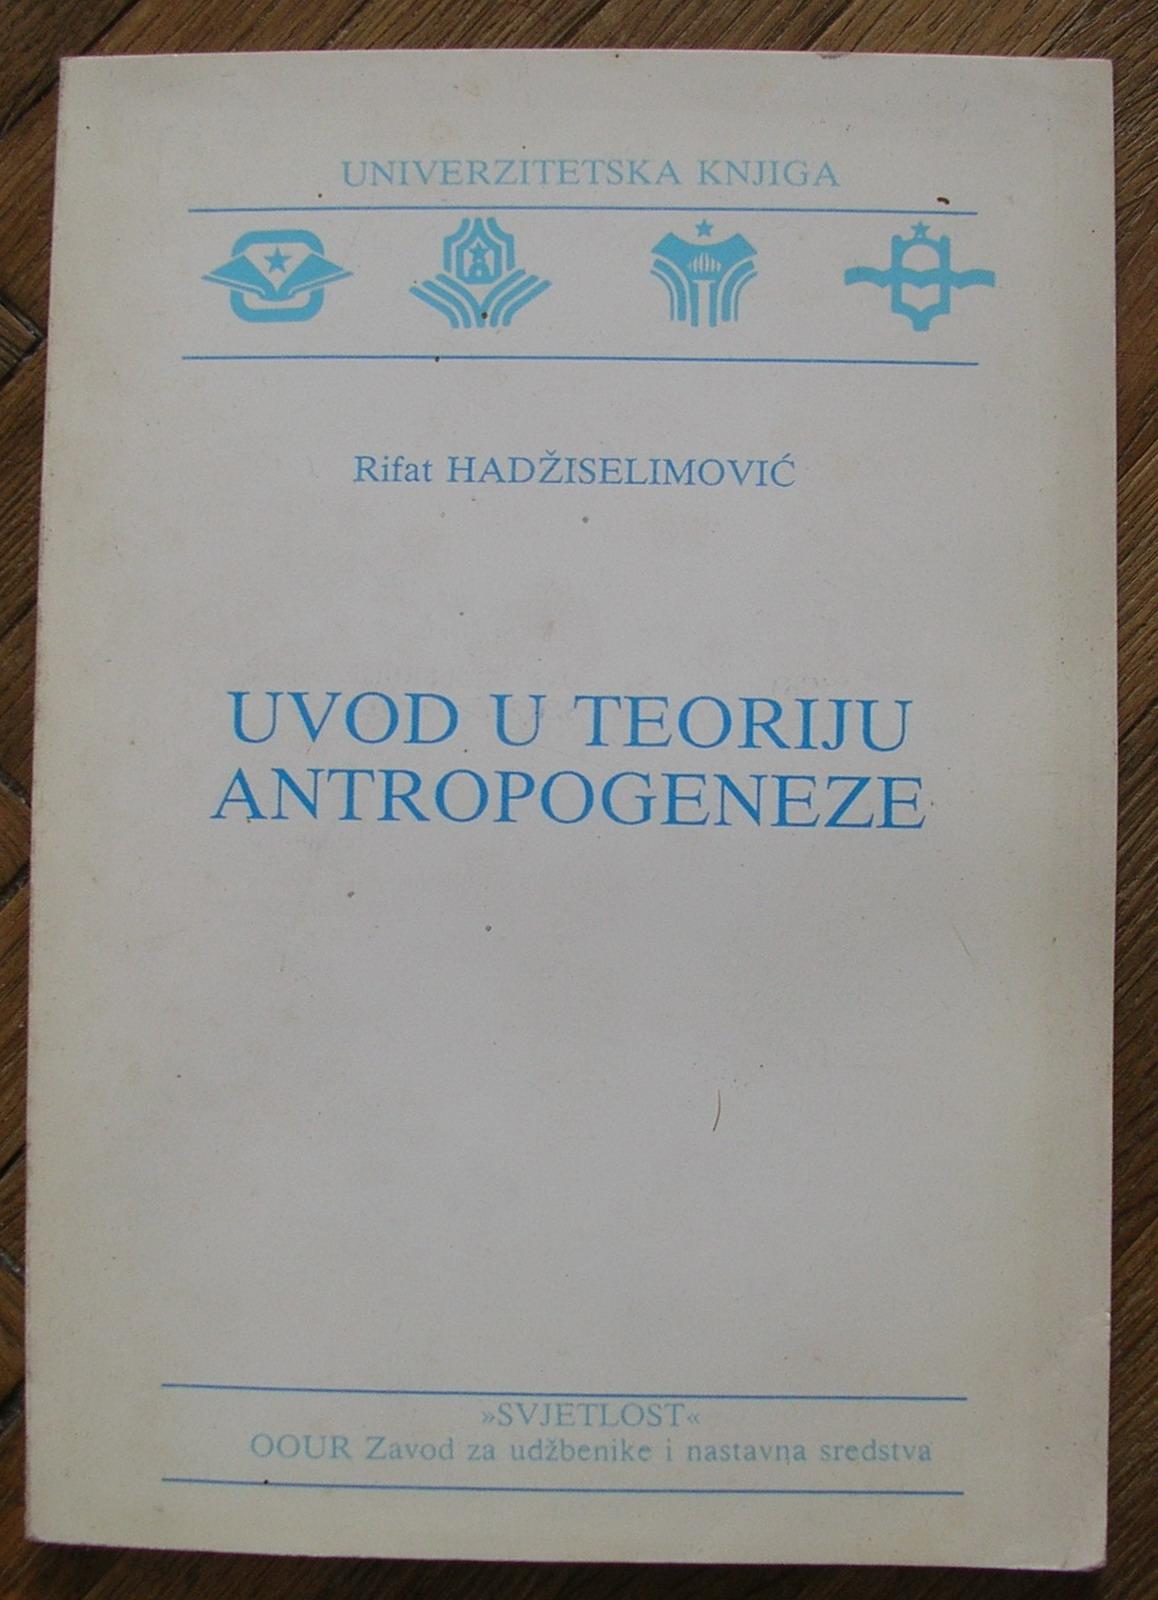 UNIVERZITETSKA KNJIGA
Rifat HADŽISELIMOVIĆ
UVOD U TEORIJU
ANTROPOGENEZE
»SVJETLOST«
OOUR Zavod za udžbenike i nastavna sredstva